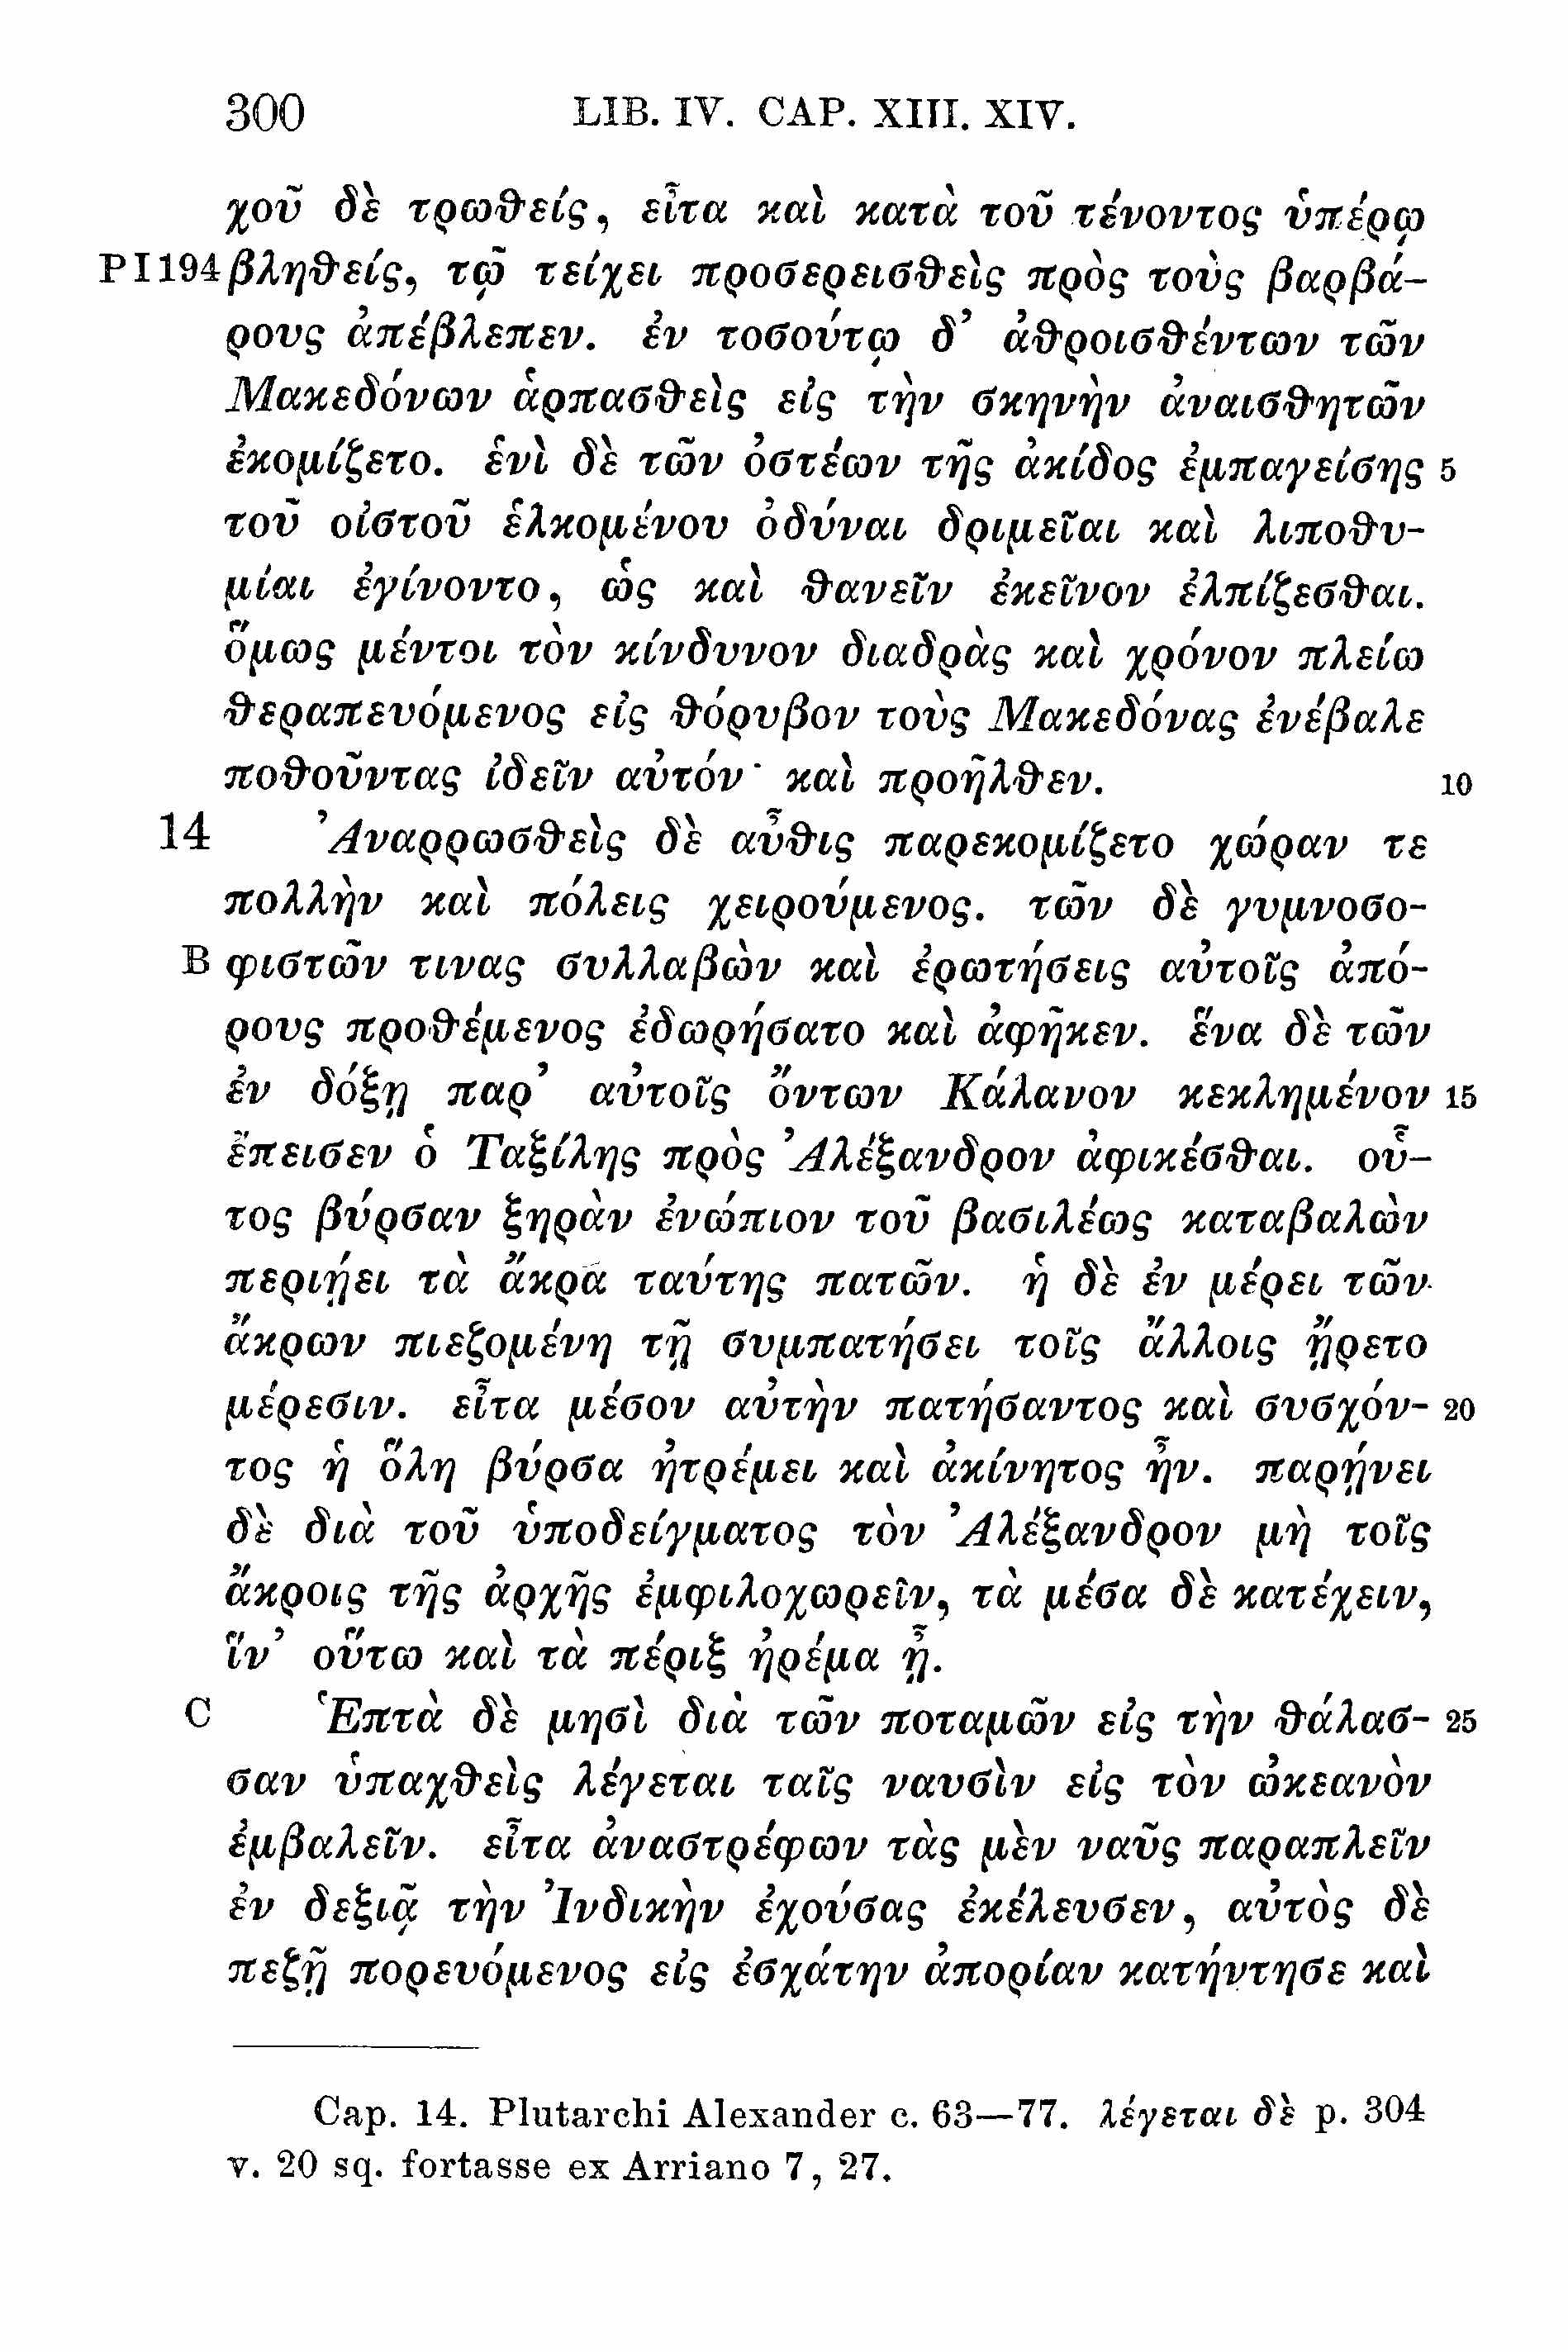 300 LIB. IV. CAP. XIII. XIV.
χοῦ δὲ τρωθείς, εἶτα καὶ κατὰ τοῦ τένοντος ὑπέρῳ
PI194 βληθείς, τῷ τείχει προσερεισθεὶς πρὸς τοὺς βαρβά-
ρους ἀπέβλεπεν. ἐν τοσούτῳ δ’ ἀθροισθέντων τῶν
Μακεδόνων ἁρπασθεὶς εἰς τὴν σκηνὴν ἀναισθητῶν
ἐκομίζετο. ἑνὶ δὲ τῶν ὀστέων τῆς ἀκίδος ἐμπαγείσης 5
τοῦ οἰστοῦ ἑλκομένου ὀδύναι δριμεῖαι καὶ λιποθυ-
μίαι ἐγίνοντο, ὡς καὶ θανεῖν ἐκεῖνον ἐλπίζεσθαι.
ὅμως μέντοι τὸν κίνδυνον διαδρὰς καὶ χρόνον πλείω
θεραπευόμενος εἰς θόρυβον τοὺς Μακεδόνας ἐνέβαλε
ποθοῦντας ἰδεῖν αὐτόν· καὶ προῆλθεν. 10
14 Ἀναρρωσθεὶς δὲ αὖθις παρεκομίζετο χώραν τε
πολλὴν καὶ πόλεις χειρούμενος. τῶν δὲ γυμνοσο-
B φιστῶν τινας συλλαβὼν καὶ ἐρωτήσεις αὐτοῖς ἀπό-
ρους προθέμενος ἐδωρήσατο καὶ ἀφῆκεν. ἕνα δὲ τῶν
ἐν δόξῃ παρ’ αὐτοῖς ὄντων Κάλανον κεκλημένον 15
ἔπεισεν ὁ Ταξίλης πρὸς Ἀλέξανδρον ἀφικέσθαι. οὗ-
τος βύρσαν ξηρὰν ἐνώπιον τοῦ βασιλέως καταβαλὼν
περιῄει τὰ ἄκρα ταύτης πατῶν. ἡ δὲ ἐν μέρει τῶν
ἄκρων πιεζομένη τῇ συμπατήσει τοῖς ἄλλοις ᾔρετο
μέρεσιν. εἶτα μέσον αὐτὴν πατήσαντος καὶ συσχόν- 20
τος ἡ ὅλη βύρσα ἠτρέμει καὶ ἀκίνητος ἦν. παρῄνει
δὲ διὰ τοῦ ὑποδείγματος τὸν Ἀλέξανδρον μὴ τοῖς
ἄκροις τῆς ἀρχῆς ἐμφιλοχωρεῖν, τὰ μέσα δὲ κατέχειν,
ἵν’ οὕτω καὶ τὰ πέριξ ἠρέμα ᾖ.
C Ἑπτὰ δὲ μησὶ διὰ τῶν ποταμῶν εἰς τὴν θάλασ- 25
σαν ὑπαχθεὶς λέγεται ταῖς ναυσὶν εἰς τὸν ὠκεανὸν
ἐμβαλεῖν. εἶτα ἀναστρέφων τὰς μὲν ναῦς παραπλεῖν
ἐν δεξιᾷ τὴν Ἰνδικὴν ἐχούσας ἐκέλευσεν, αὐτὸς δὲ
πεζῇ πορευόμενος εἰς ἐσχάτην ἀπορίαν κατήντησε καὶ
Cap. 14. Plutarchi Alexander c. 63—77. λέγεται δὲ p. 304
v. 20 sq. fortasse ex Arriano 7, 27.